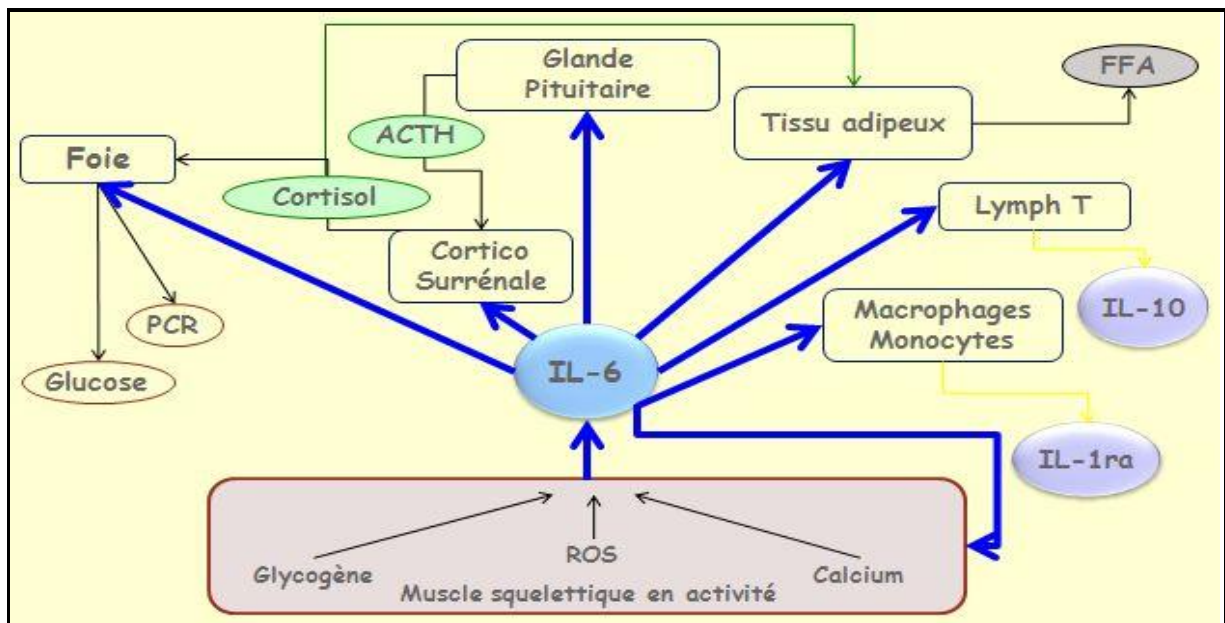 Glande
Pituitaire
FFA
ACTH
Tissu adipeux
Foie
Cortisol
Lymph T
Cortico
Surrénale
IL-10
Macrophages
Monocytes
PCR
IL-6
Glucose
IL-1ra
ROS
Glycogène
Calcium
Muscle squelettique en activité